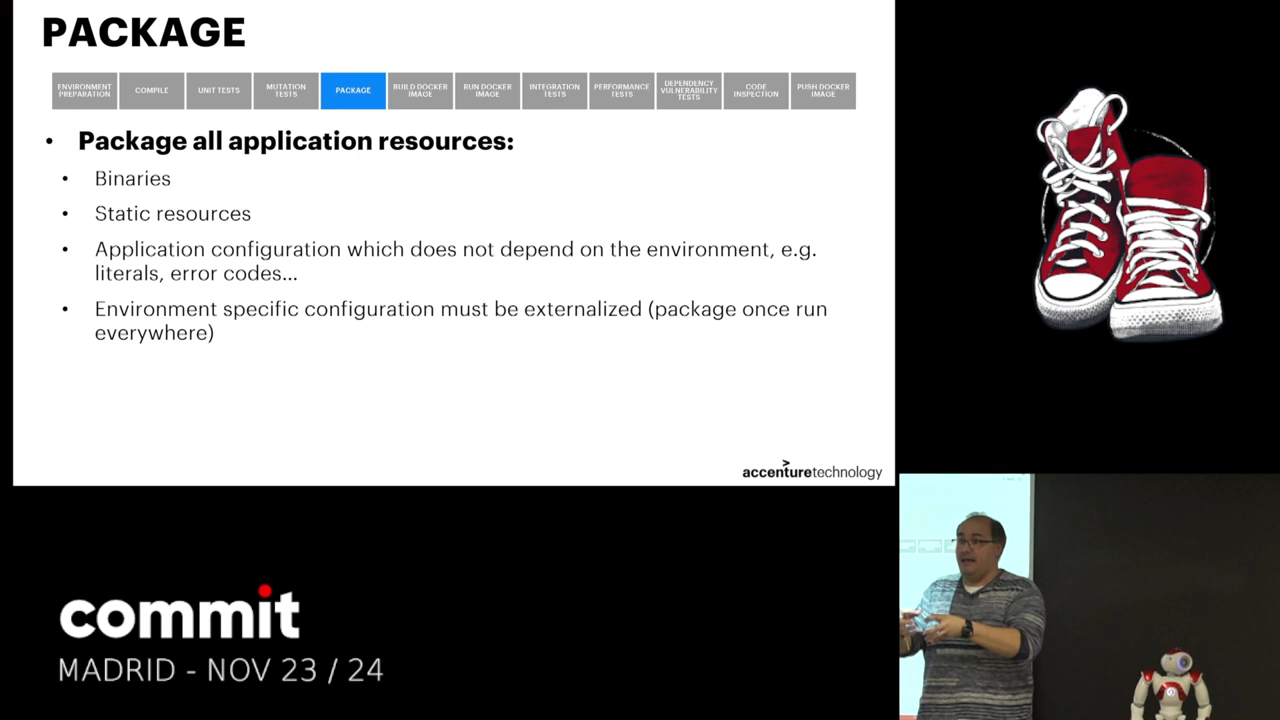 PACKAGE
ENVIRONMENT PREPARATION
COMPILE
UNIT TESTS
MUTATION TESTS
PACKAGE
BUILD DOCKER IMAGE
RUN DOCKER IMAGE
INTEGRATION TESTS
PERFORMANCE TESTS
DEPENDENCY VULNERABILITY TESTS
CODE INSPECTION
PUSH DOCKER IMAGE
• Package all application resources:
• Binaries
• Static resources
• Application configuration which does not depend on the environment, e.g.
literals, error codes...
• Environment specific configuration must be externalized (package once run
everywhere)
accenturetechnology
commit
MADRID - NOV 23 / 24